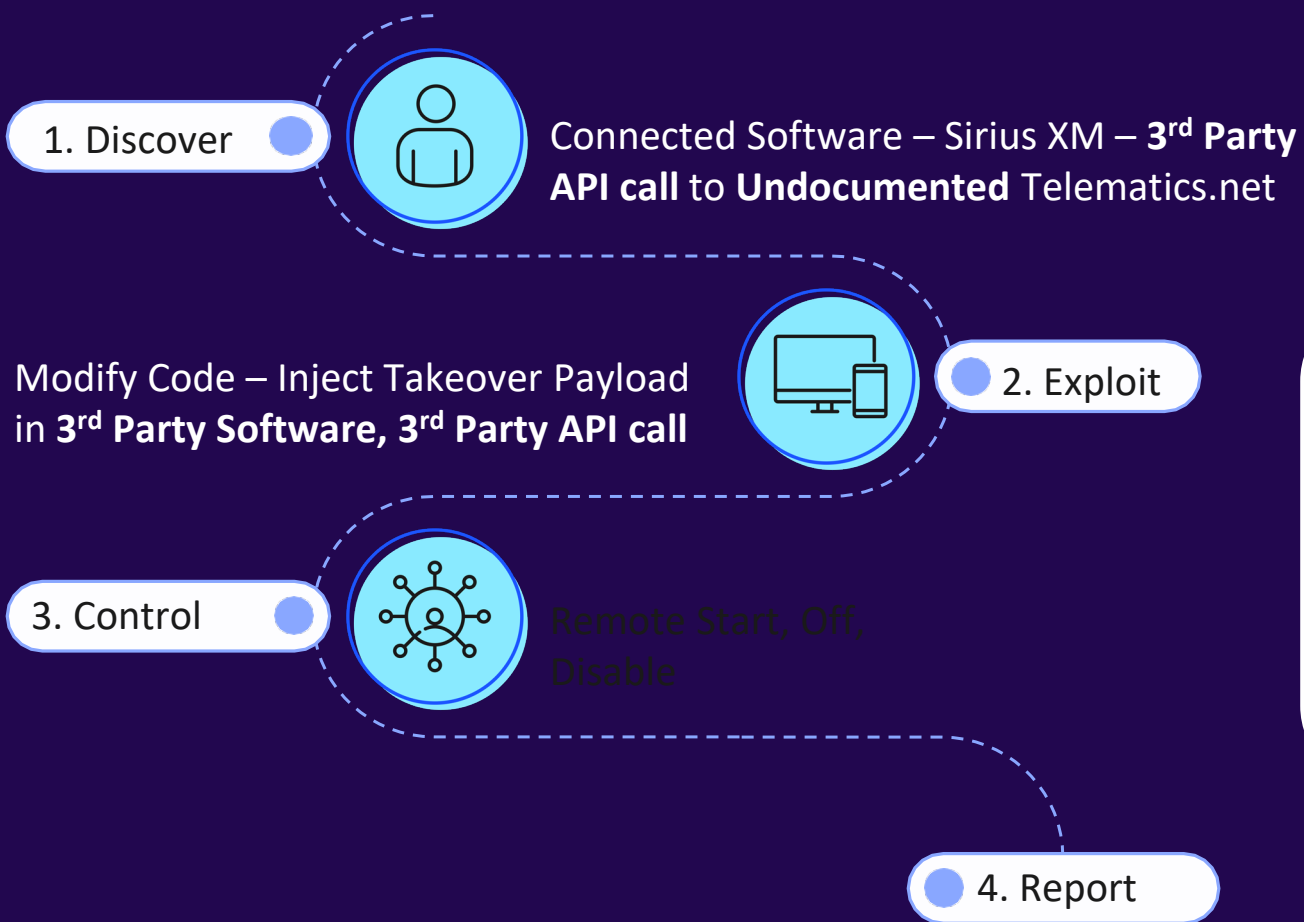 1. Discover
Connected Software – Sirius XM – 3rd Party
API call to Undocumented Telematics.net
Modify Code – Inject Takeover Payload
in 3rd Party Software, 3rd Party API call
2. Exploit
3. Control
Remote Start, Off,
Disable
4. Report